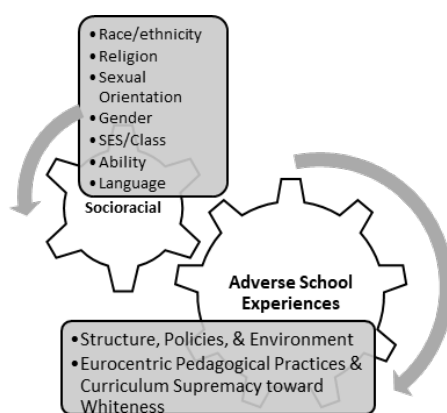 •Race/ethnicity
•Religion
•Sexual
Orientation
•Gender
•SES/Class
•Ability
•Language
Socioracial
Adverse School
Experiences
•Structure, Policies, & Environment
•Eurocentric Pedagogical Practices &
Curriculum Supremacy toward
Whiteness